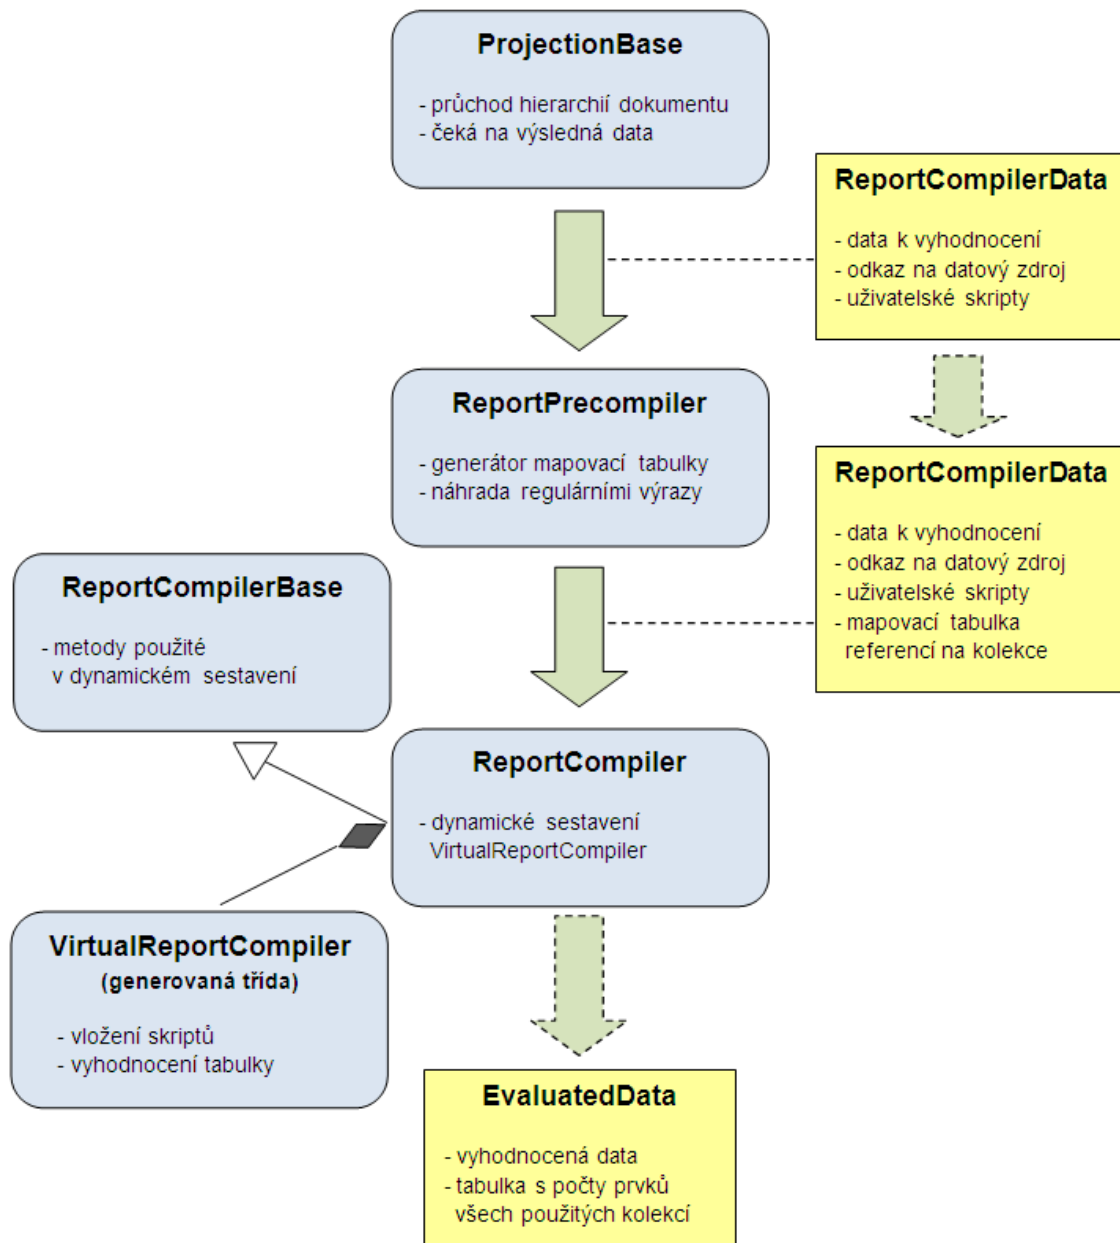 ProjectionBase
- průchod hierarchií dokumentu
- čeká na výsledná data
ReportCompilerData
- data k vyhodnocení
- odkaz na datový zdroj
- uživatelské skripty
ReportPrecompiler
- generátor mapovací tabulky
- náhrada regulárními výrazy
ReportCompilerData
- data k vyhodnocení
- odkaz na datový zdroj
- uživatelské skripty
- mapovací tabulka
referencí na kolekce
ReportCompilerBase
- metody použité
v dynamickém sestavení
ReportCompiler
- dynamické sestavení
VirtualReportCompiler
VirtualReportCompiler
(generovaná třída)
- vložení skriptů
- vyhodnocení tabulky
EvaluatedData
- vyhodnocená data
- tabulka s počty prvků
všech použitých kolekcí